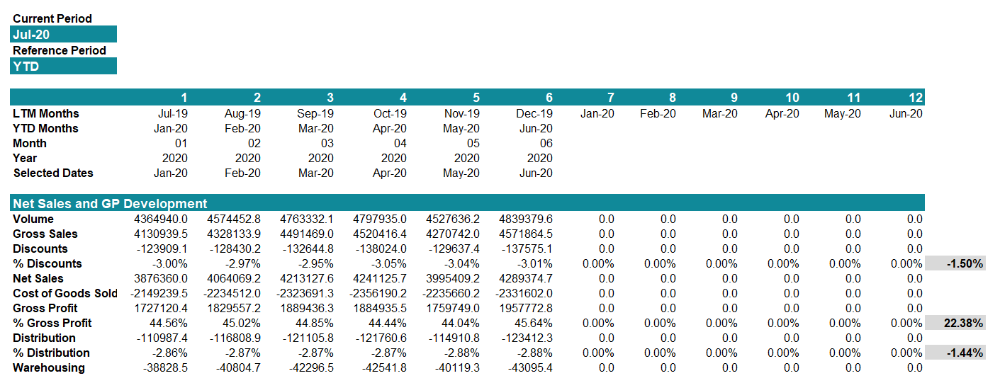 Current Period
Jul-20
Reference Period
YTD
1 2 3 4 5 6 7 8 9 10 11 12
LTM Months Jul-19 Aug-19 Sep-19 Oct-19 Nov-19 Dec-19 Jan-20 Feb-20 Mar-20 Apr-20 May-20 Jun-20
YTD Months Jan-20 Feb-20 Mar-20 Apr-20 May-20 Jun-20
Month 01 02 03 04 05 06
Year 2020 2020 2020 2020 2020 2020
Selected Dates Jan-20 Feb-20 Mar-20 Apr-20 May-20 Jun-20
Net Sales and GP Development
Volume 4364940.0 4574452.8 4763332.1 4797935.0 4527636.2 4839379.6 0.0 0.0 0.0 0.0 0.0 0.0
Gross Sales 4130939.5 4328133.9 4491469.0 4520416.4 4270742.0 4571864.5 0.0 0.0 0.0 0.0 0.0 0.0
Discounts -123909.1 -128430.2 -132644.8 -138024.0 -129637.4 -137575.1 0.0 0.0 0.0 0.0 0.0 0.0
% Discounts -3.00% -2.97% -2.95% -3.05% -3.04% -3.01% 0.00% 0.00% 0.00% 0.00% 0.00% 0.00% -1.50%
Net Sales 3876360.0 4064069.2 4213127.6 4241125.7 3995409.2 4289374.7 0.0 0.0 0.0 0.0 0.0 0.0
Cost of Goods Sold -2149239.5 -2234512.0 -2323691.3 -2356190.2 -2235660.2 -2331602.0 0.0 0.0 0.0 0.0 0.0 0.0
Gross Profit 1727120.4 1829557.2 1889436.3 1884935.5 1759749.0 1957772.8 0.0 0.0 0.0 0.0 0.0 0.0
% Gross Profit 44.56% 45.02% 44.85% 44.44% 44.04% 45.64% 0.00% 0.00% 0.00% 0.00% 0.00% 0.00% 22.38%
Distribution -110987.4 -116808.9 -121105.8 -121760.6 -114910.8 -123412.3 0.0 0.0 0.0 0.0 0.0 0.0
% Distribution -2.86% -2.87% -2.87% -2.87% -2.88% -2.88% 0.00% 0.00% 0.00% 0.00% 0.00% 0.00% -1.44%
Warehousing -38828.5 -40804.7 -42296.5 -42541.8 -40119.3 -43095.4 0.0 0.0 0.0 0.0 0.0 0.0